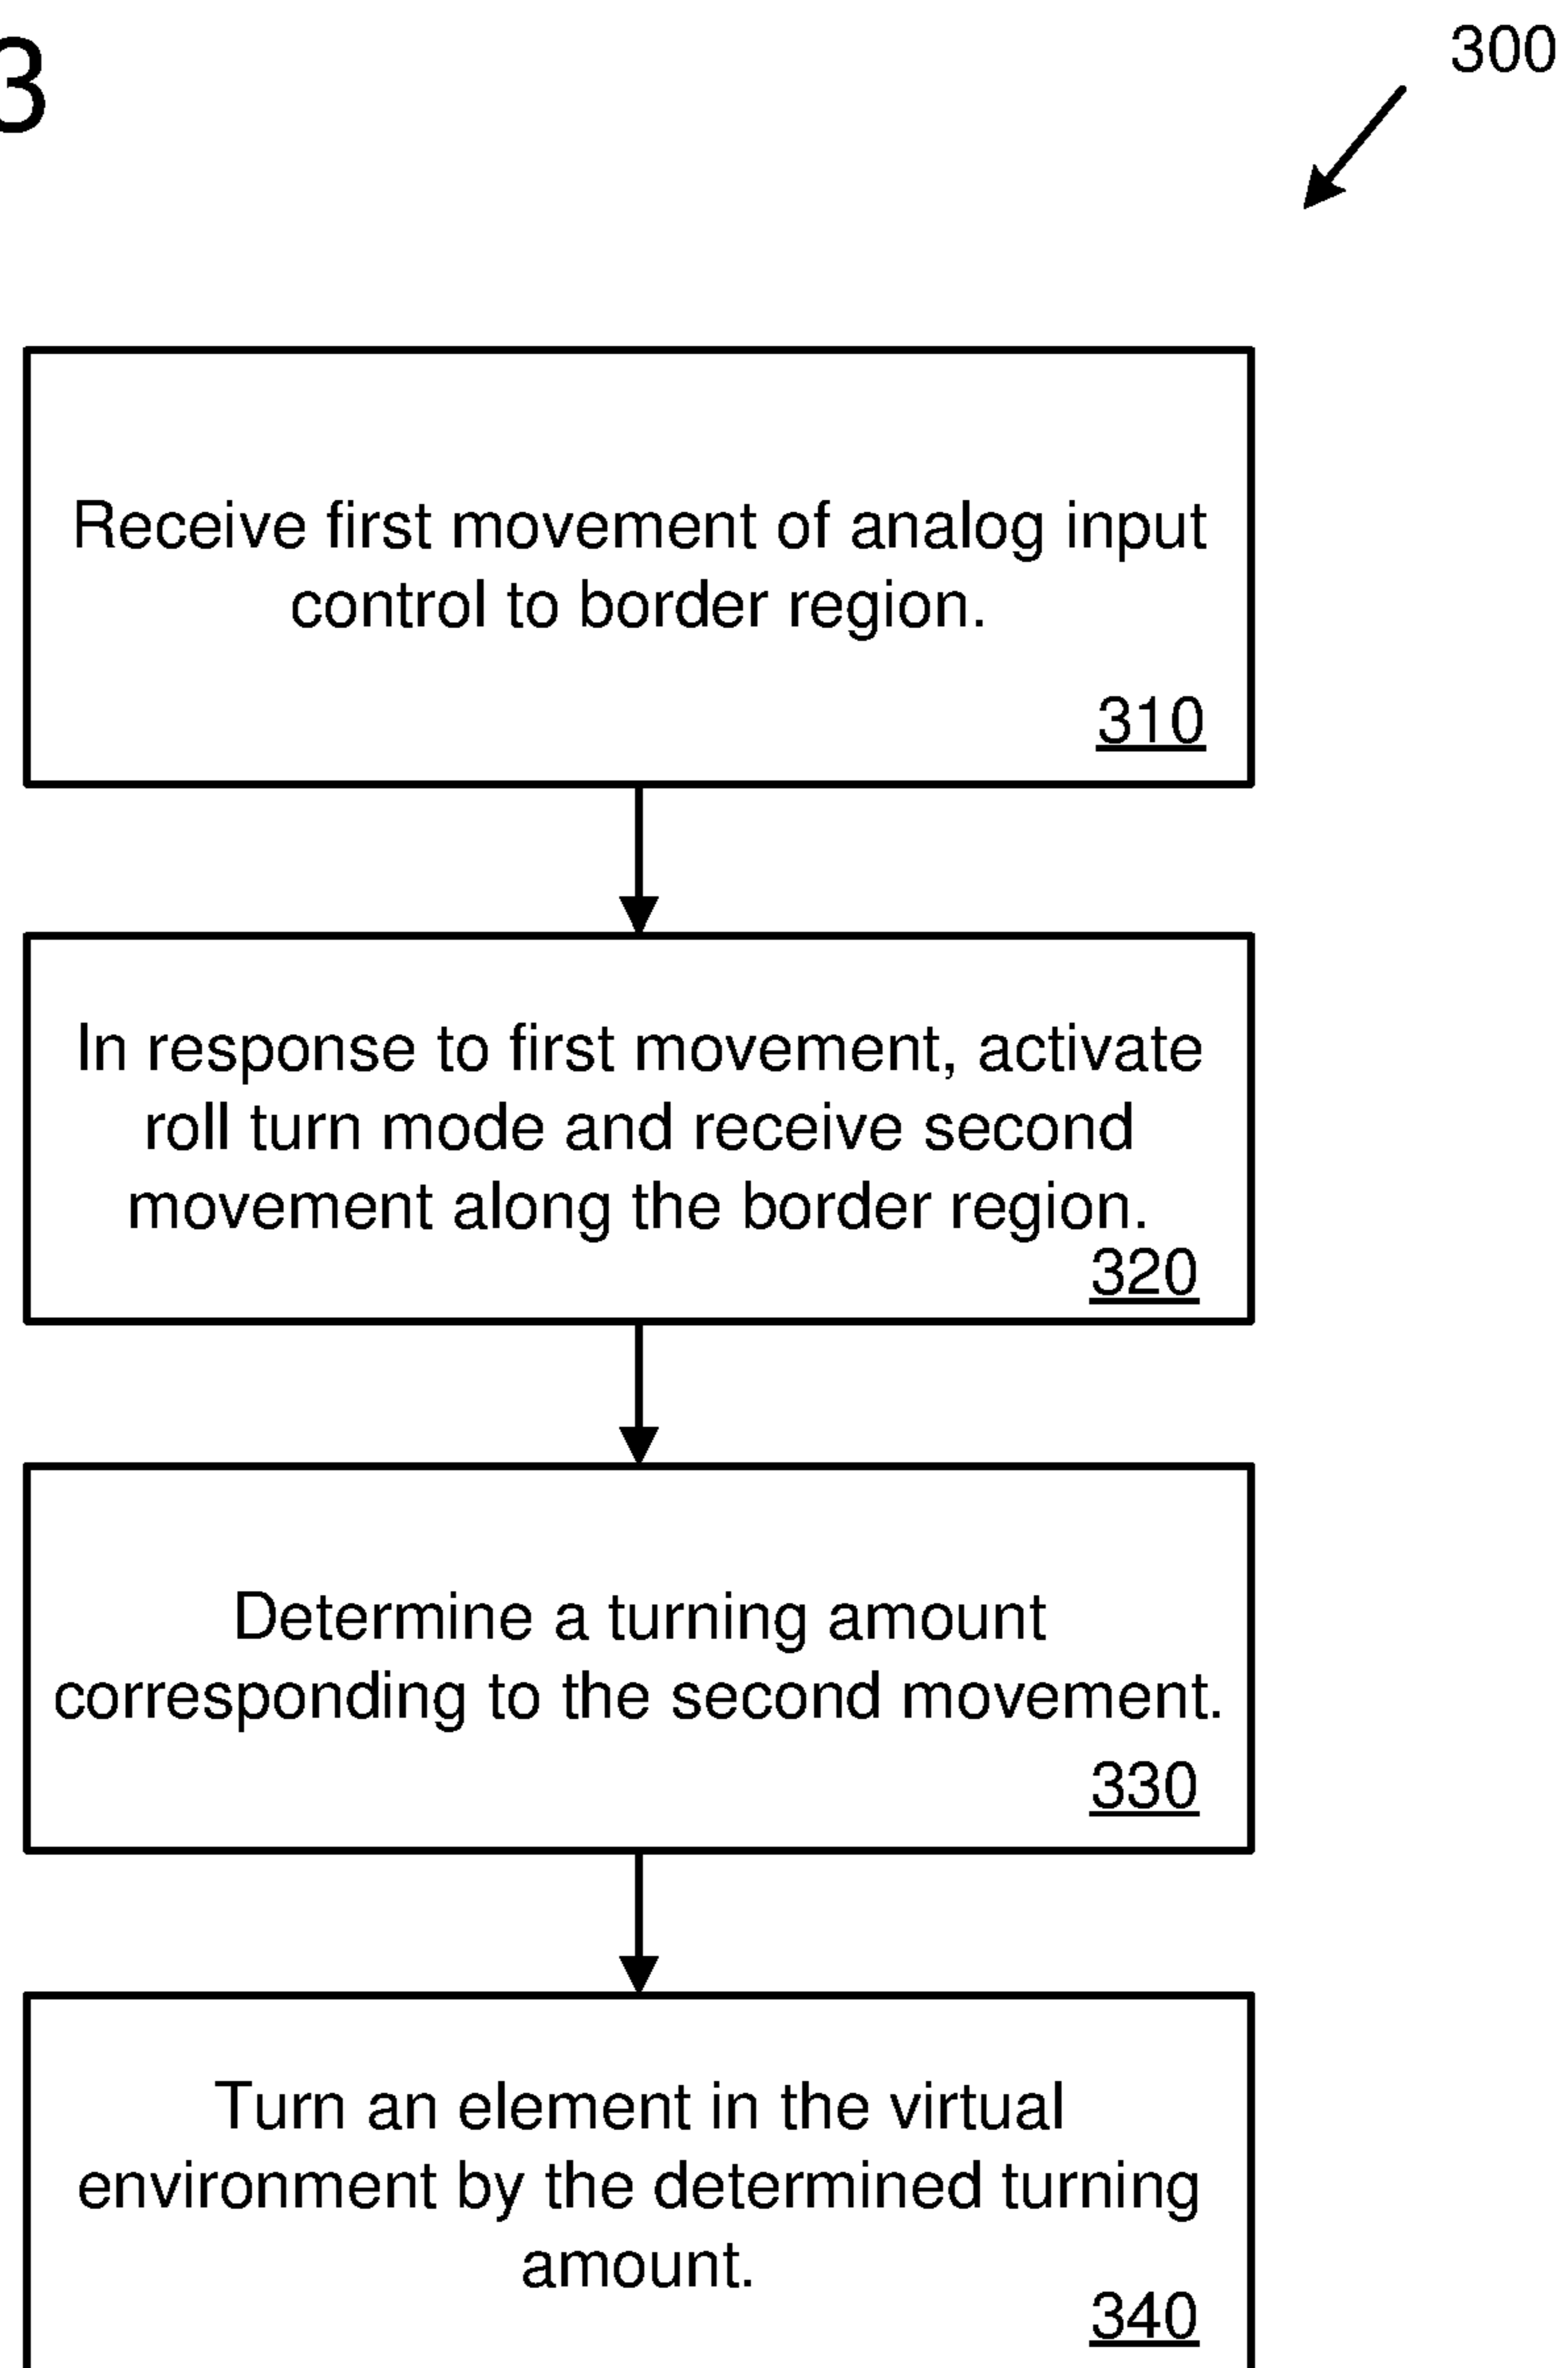 3
300
Receive first movement of analog input
control to border region.
310
In response to first movement, activate
roll turn mode and receive second
movement along the border region.
320
Determine a turning amount
corresponding to the second movement.
330
Turn an element in the virtual
environment by the determined turning
amount.
340